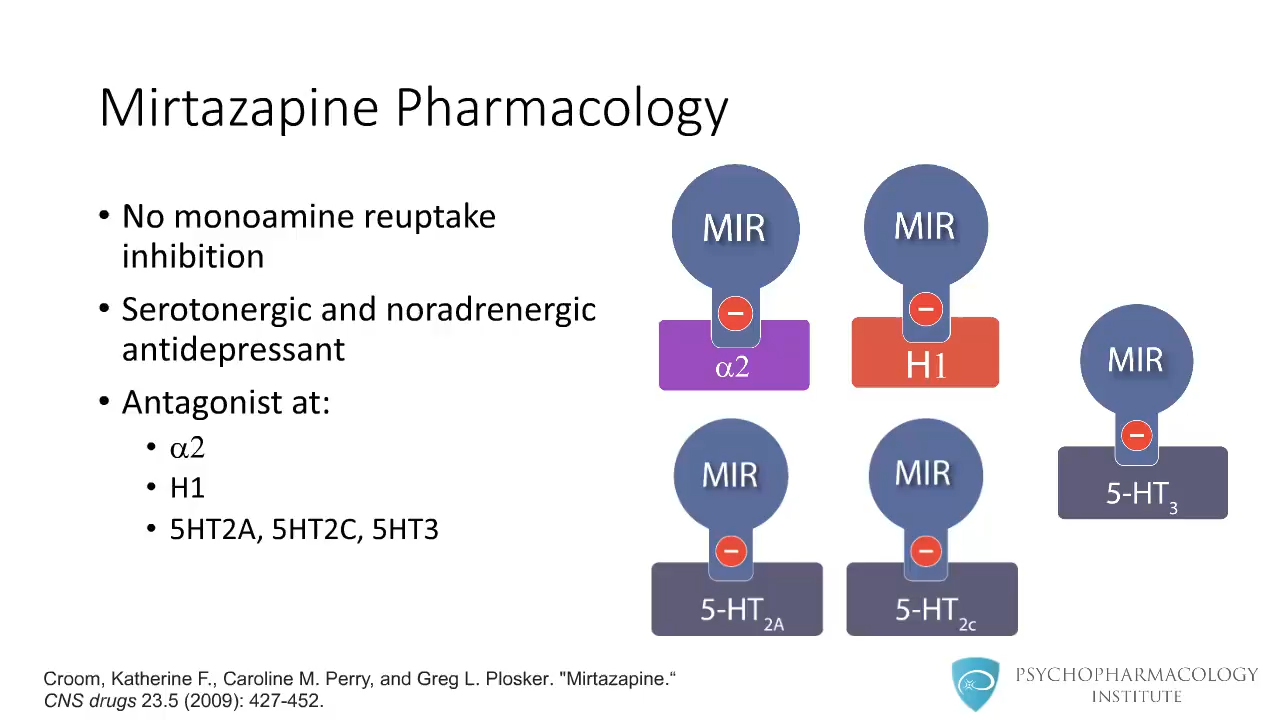 Mirtazapine Pharmacology
• No monoamine reuptake
inhibition
• Serotonergic and noradrenergic
antidepressant
• Antagonist at:
• α2
• H1
• 5HT2A, 5HT2C, 5HT3
MIR
α2
MIR
H1
MIR
5-HT2A
MIR
5-HT2c
MIR
5-HT3
Croom, Katherine F., Caroline M. Perry, and Greg L. Plosker. "Mirtazapine.“
CNS drugs 23.5 (2009): 427-452.
PSYCHOPHARMACOLOGY
INSTITUTE